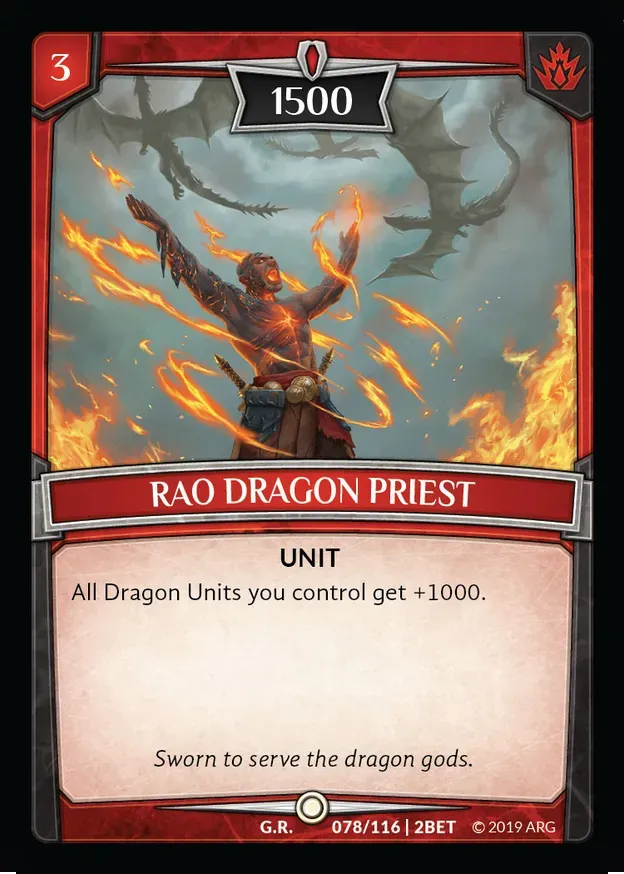 3
1500
RAO DRAGON PRIEST
UNIT
All Dragon Units you control get +1000.
Sworn to serve the dragon gods.
G.R. 078/116 | 2BET © 2019 ARG